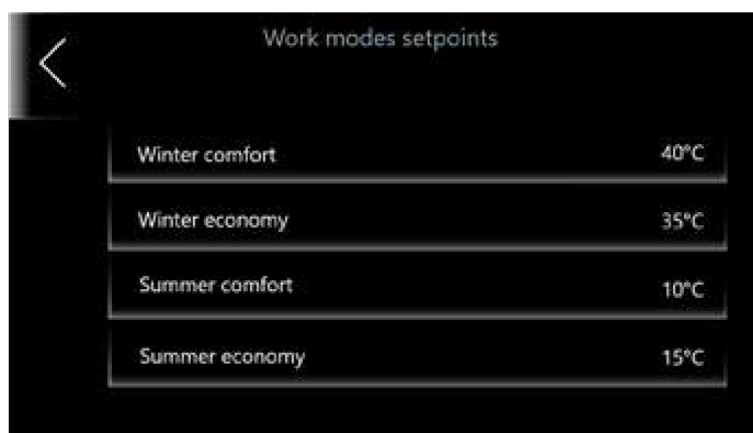 Work modes setpoints
Winter comfort 40°C
Winter economy 35°C
Summer comfort 10°C
Summer economy 15°C